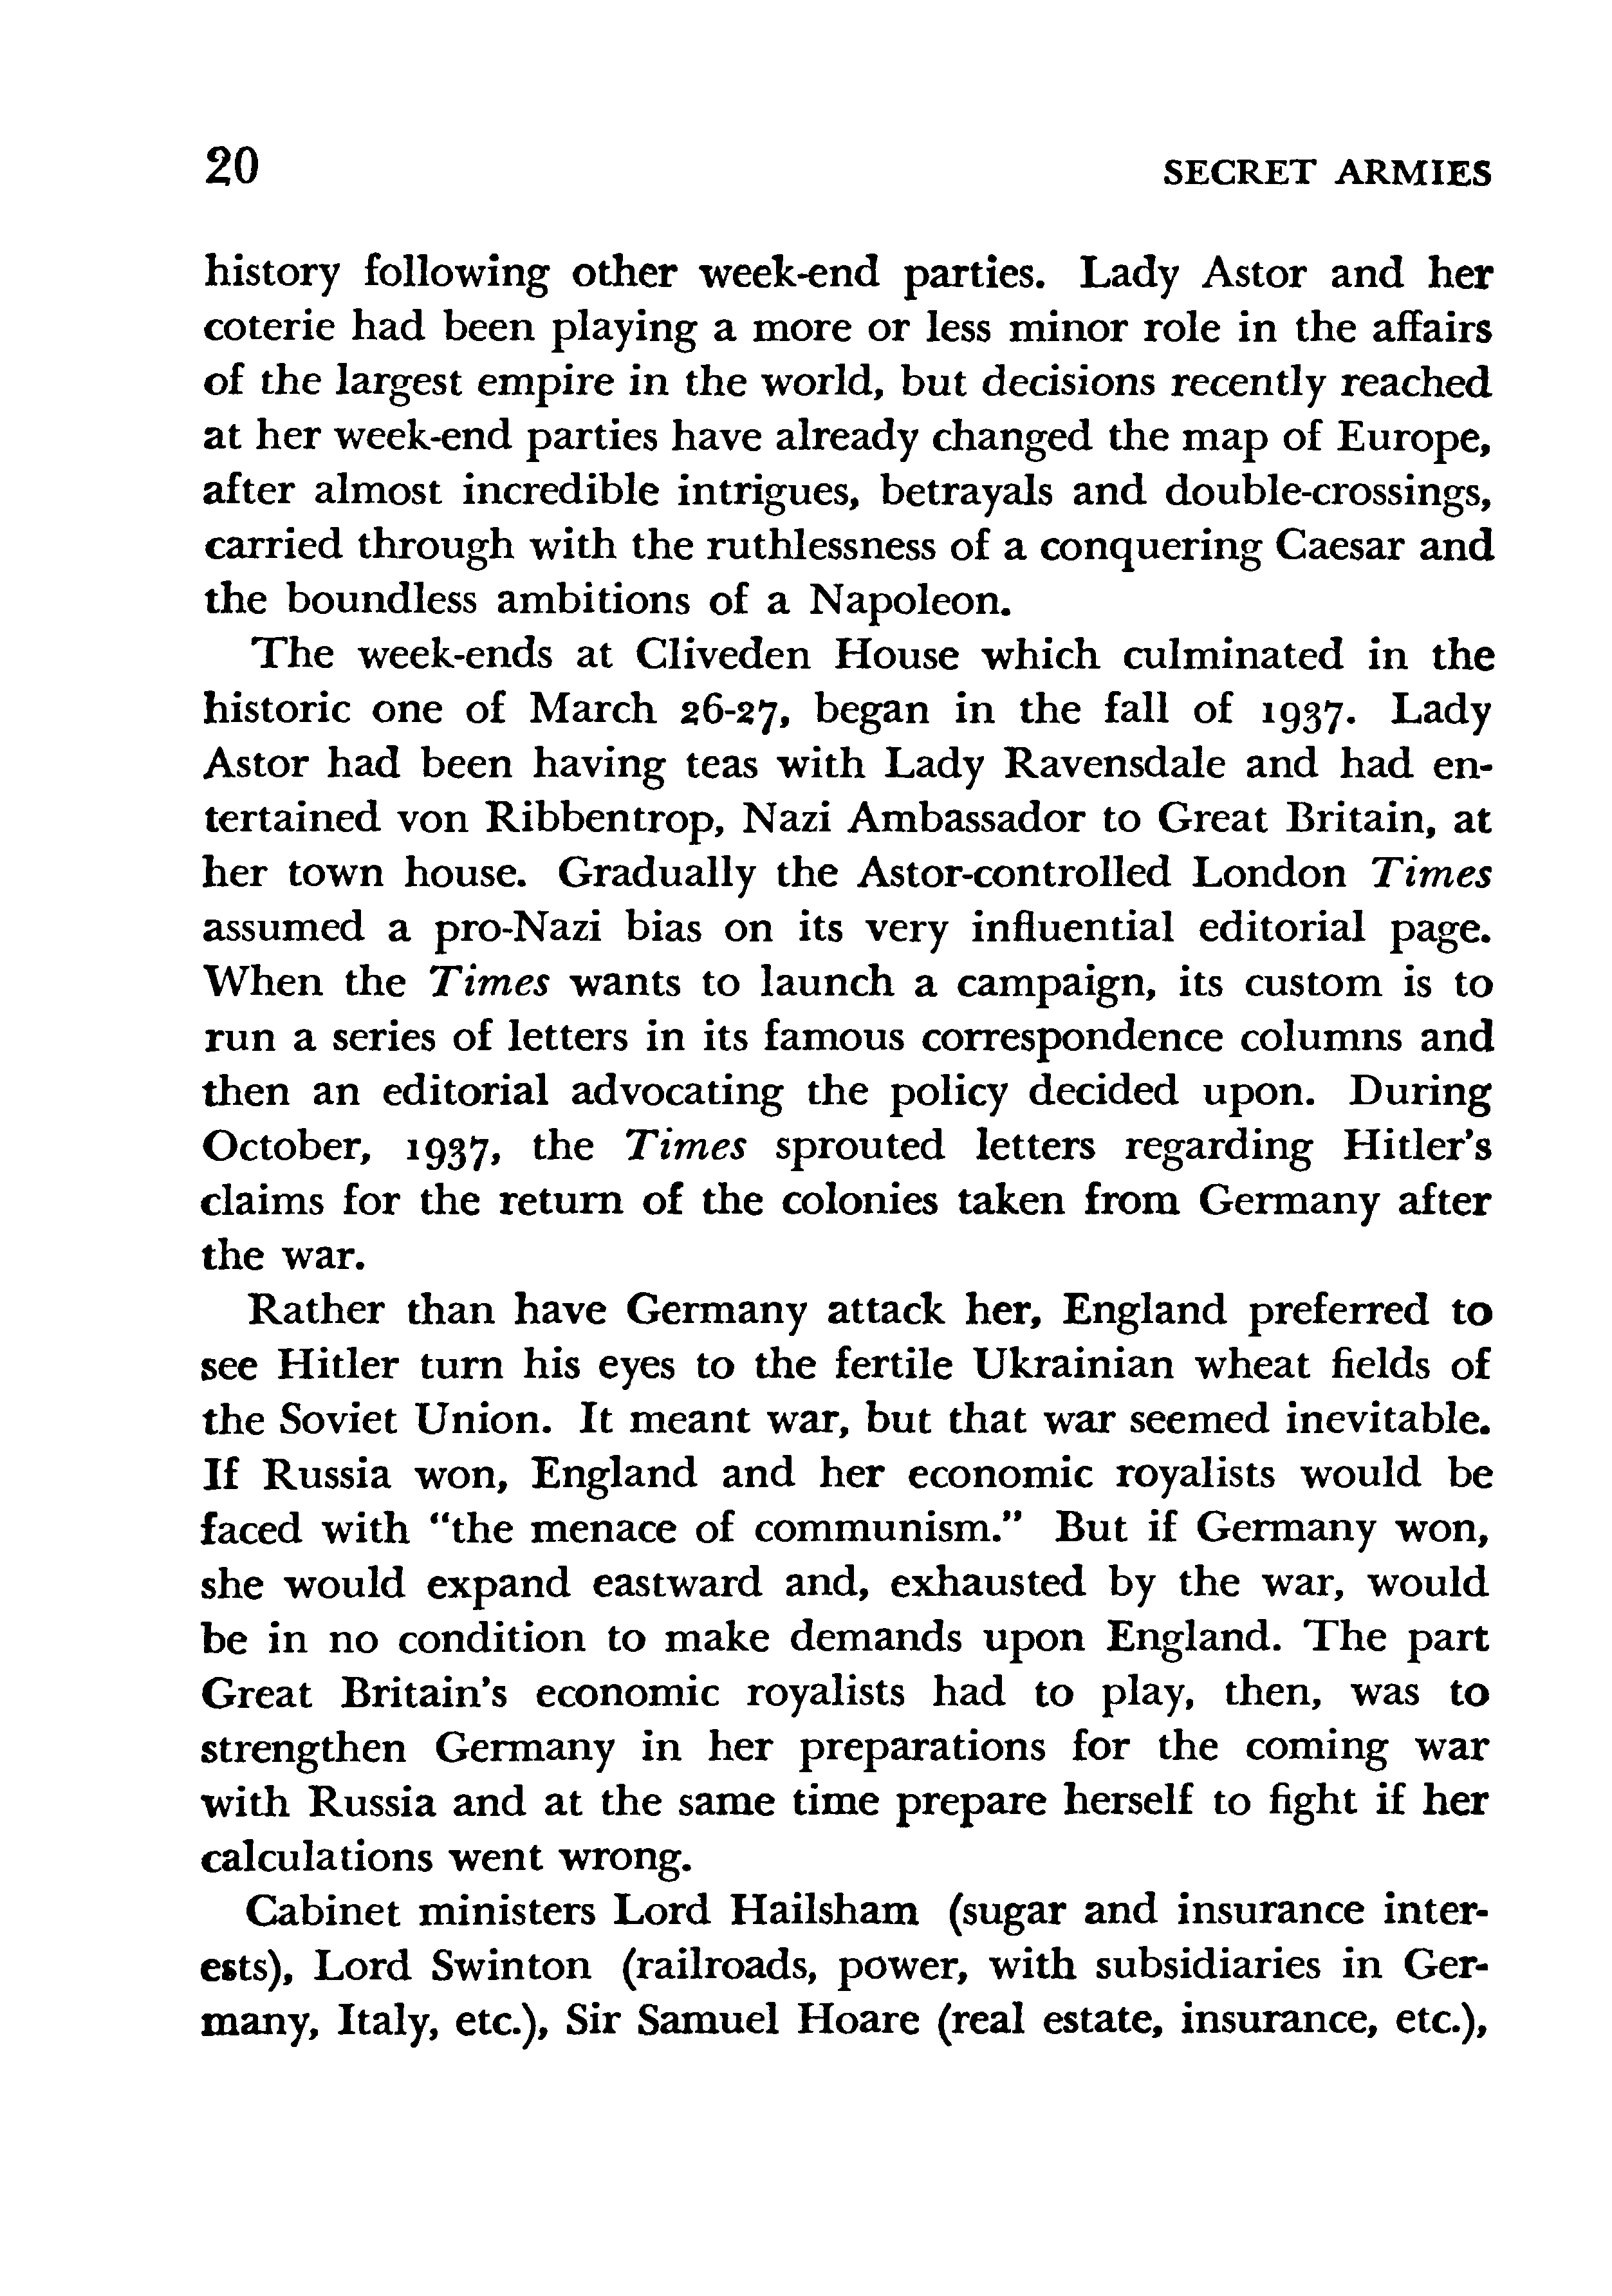 20 SECRET ARMIES
history following other week-end parties. Lady Astor and her
coterie had been playing a more or less minor role in the affairs
of the largest empire in the world, but decisions recently reached
at her week-end parties have already changed the map of Europe,
after almost incredible intrigues, betrayals and double-crossings,
carried through with the ruthlessness of a conquering Caesar and
the boundless ambitions of a Napoleon.
The week-ends at Cliveden House which culminated in the
historic one of March 26-27, began in the fall of 1937. Lady
Astor had been having teas with Lady Ravensdale and had en-
tertained von Ribbentrop, Nazi Ambassador to Great Britain, at
her town house. Gradually the Astor-controlled London Times
assumed a pro-Nazi bias on its very influential editorial page.
When the Times wants to launch a campaign, its custom is to
run a series of letters in its famous correspondence columns and
then an editorial advocating the policy decided upon. During
October, 1937, the Times sprouted letters regarding Hitler's
claims for the return of the colonies taken from Germany after
the war.
Rather than have Germany attack her, England preferred to
see Hitler turn his eyes to the fertile Ukrainian wheat fields of
the Soviet Union. It meant war, but that war seemed inevitable.
If Russia won, England and her economic royalists would be
faced with "the menace of communism." But if Germany won,
she would expand eastward and, exhausted by the war, would
be in no condition to make demands upon England. The part
Great Britain's economic royalists had to play, then, was to
strengthen Germany in her preparations for the coming war
with Russia and at the same time prepare herself to fight if her
calculations went wrong.
Cabinet ministers Lord Hailsham (sugar and insurance inter-
ests), Lord Swinton (railroads, power, with subsidiaries in Ger-
many, Italy, etc.), Sir Samuel Hoare (real estate, insurance, etc.),